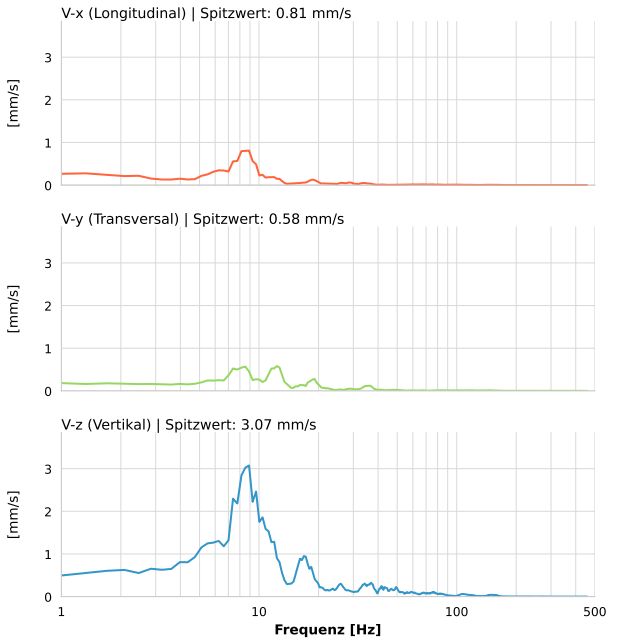 V-x (Longitudinal) | Spitzwert: 0.81 mm/s
3
2
1
0
[mm/s]
V-y (Transversal) | Spitzwert: 0.58 mm/s
3
2
1
0
[mm/s]
V-z (Vertikal) | Spitzwert: 3.07 mm/s
3
2
1
0
[mm/s]
1 10 100 500
Frequenz [Hz]